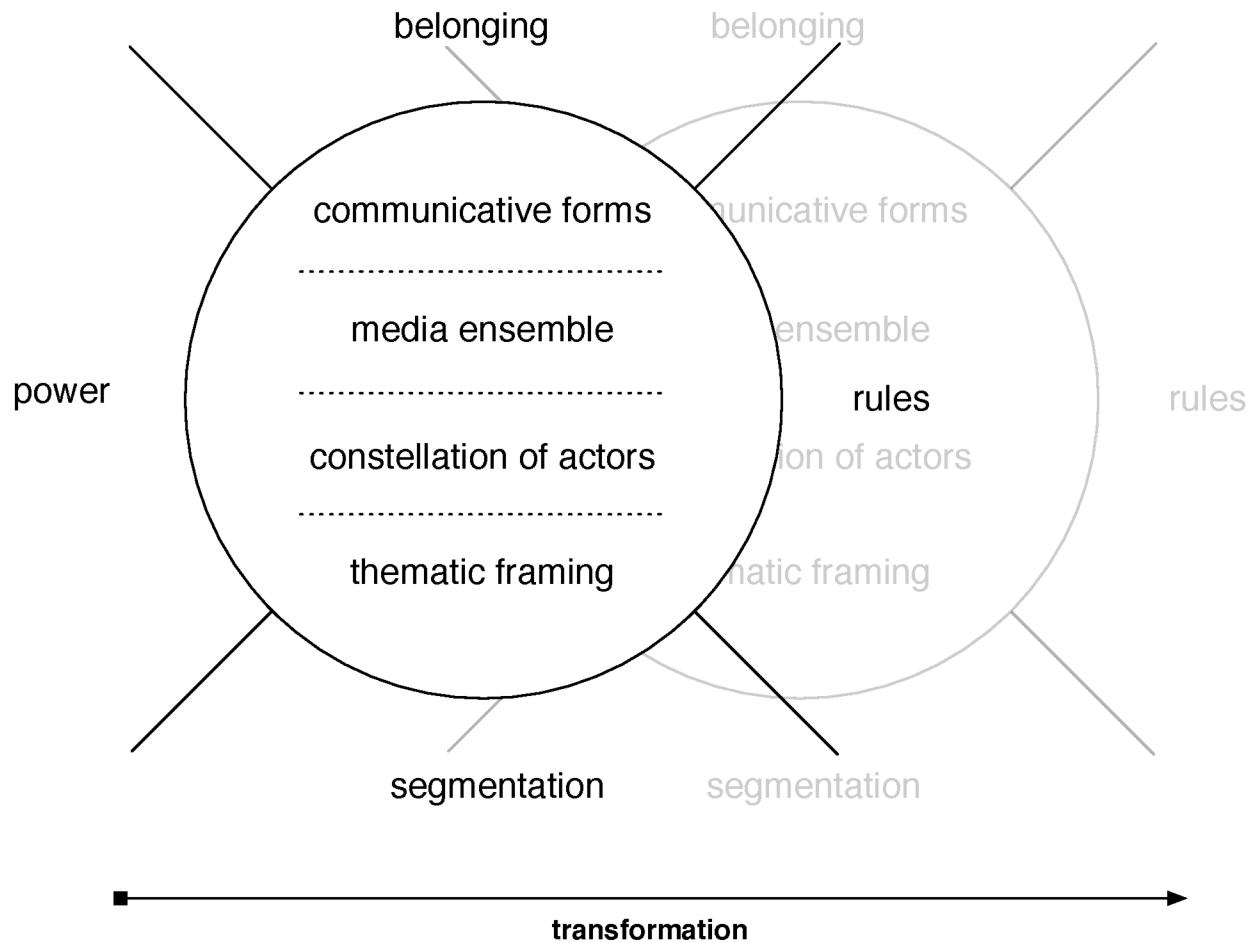 belonging belonging
communicative forms unicative forms
media ensemble ensemble
power rules rules
constellation of actors ion of actors
thematic framing matic framing
segmentation segmentation
transformation